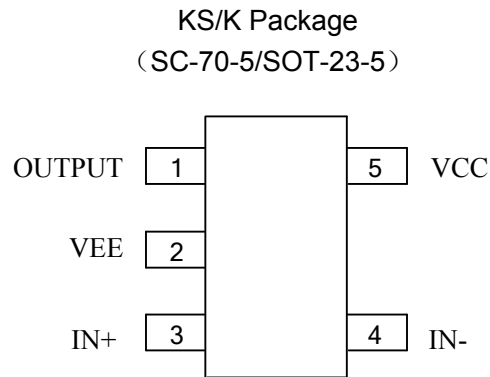 KS/K Package
（SC-70-5/SOT-23-5）
OUTPUT 1 5 VCC
VEE 2
IN+ 3 4 IN-